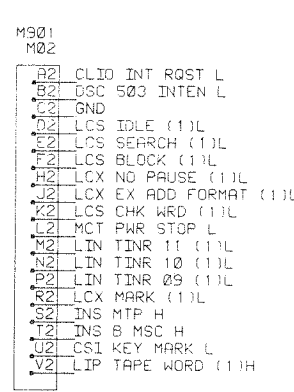 M901
M02
A2 CLIO INT RQST L
B2 DSC 503 INTEN L
C2 GND
D2 LCS IDLE (1)L
E2 LCS SEARCH (1)L
F2 LCS BLOCK (1)L
H2 LCX NO PAUSE (1)L
J2 LCX EX ADD FORMAT (1)L
K2 LCS CHK WRD (1)L
L2 MCT PWR STOP L
M2 LIN TINR 11 (1)L
N2 LIN TINR 10 (1)L
P2 LIN TINR 09 (1)L
R2 LCX MARK (1)L
S2 INS MTP H
T2 INS B MSC H
U2 CSI KEY MARK L
V2 LIP TAPE WORD (1)H